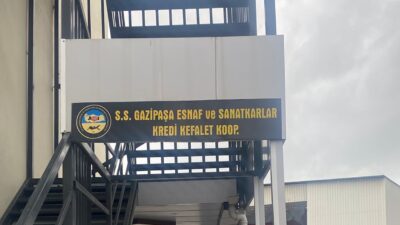 S.S. GAZİPAŞA ESNAF ve SANATKARLAR
KREDİ KEFALET KOOP.